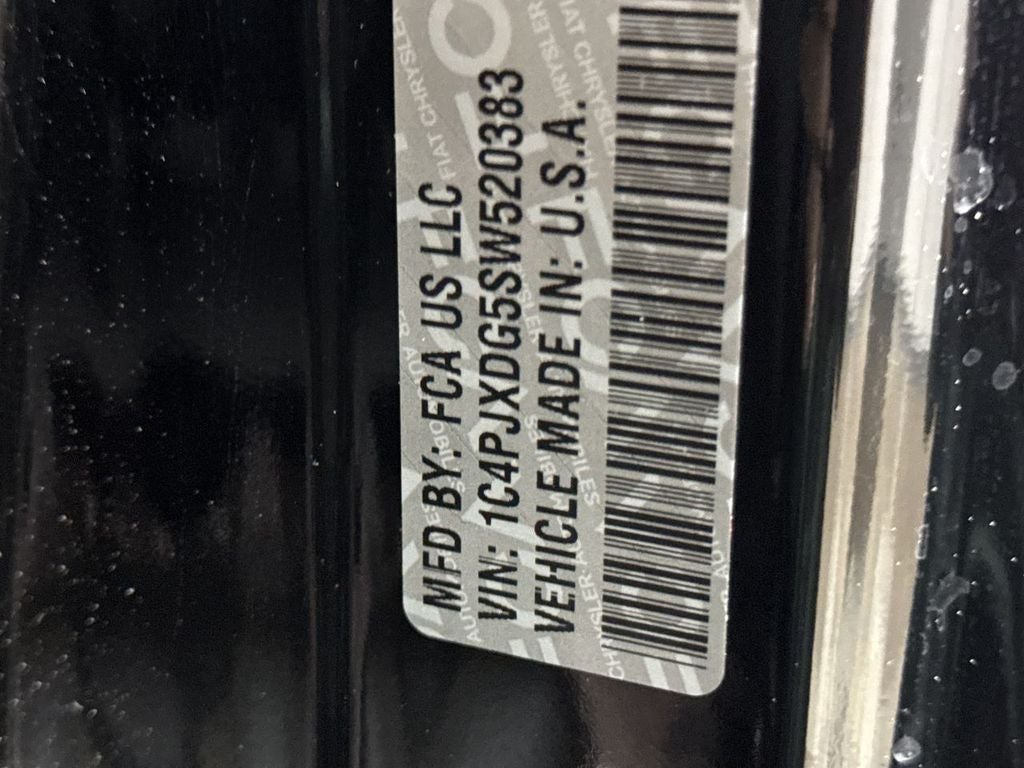 MFD BY: FCA US LLC
VIN: 1C4PJXDG5SW520383
VEHICLE MADE IN: U.S.A.